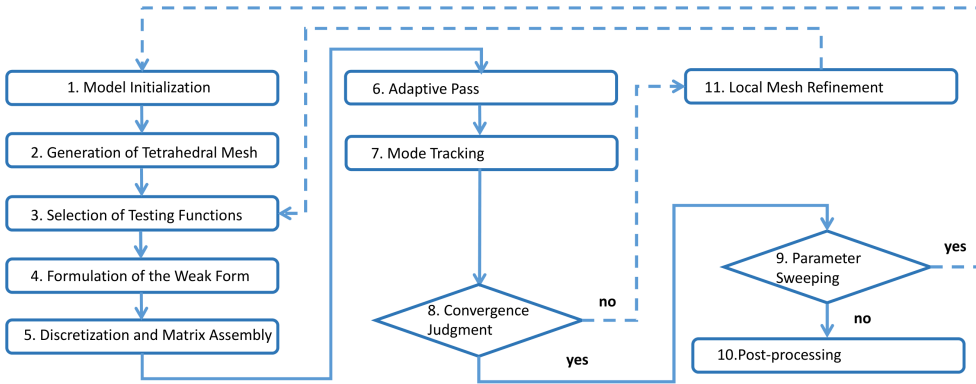 1. Model Initialization
2. Generation of Tetrahedral Mesh
3. Selection of Testing Functions
4. Formulation of the Weak Form
5. Discretization and Matrix Assembly
6. Adaptive Pass
7. Mode Tracking
8. Convergence
Judgment
no
yes
11. Local Mesh Refinement
9. Parameter
Sweeping
yes
no
10.Post-processing